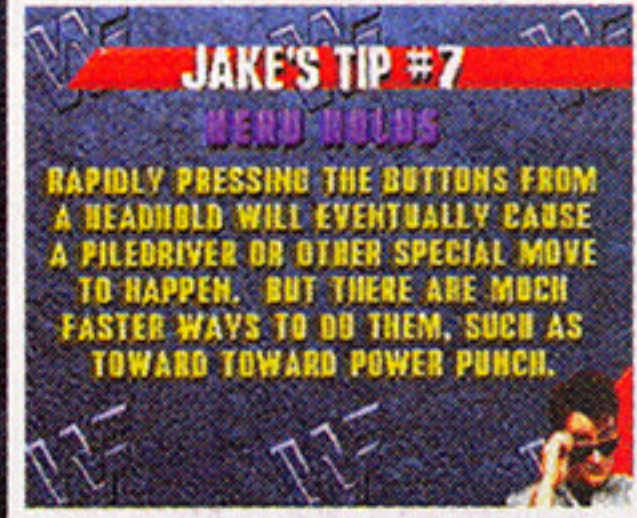 JAKE'S TIP #7
HEAD HOLDS
RAPIDLY PRESSING THE BUTTONS FROM
A HEADHOLD WILL EVENTUALLY CAUSE
A PILEDRIVER OR OTHER SPECIAL MOVE
TO HAPPEN. BUT THERE ARE MUCH
FASTER WAYS TO DO THEM, SUCH AS
TOWARD TOWARD POWER PUNCH.